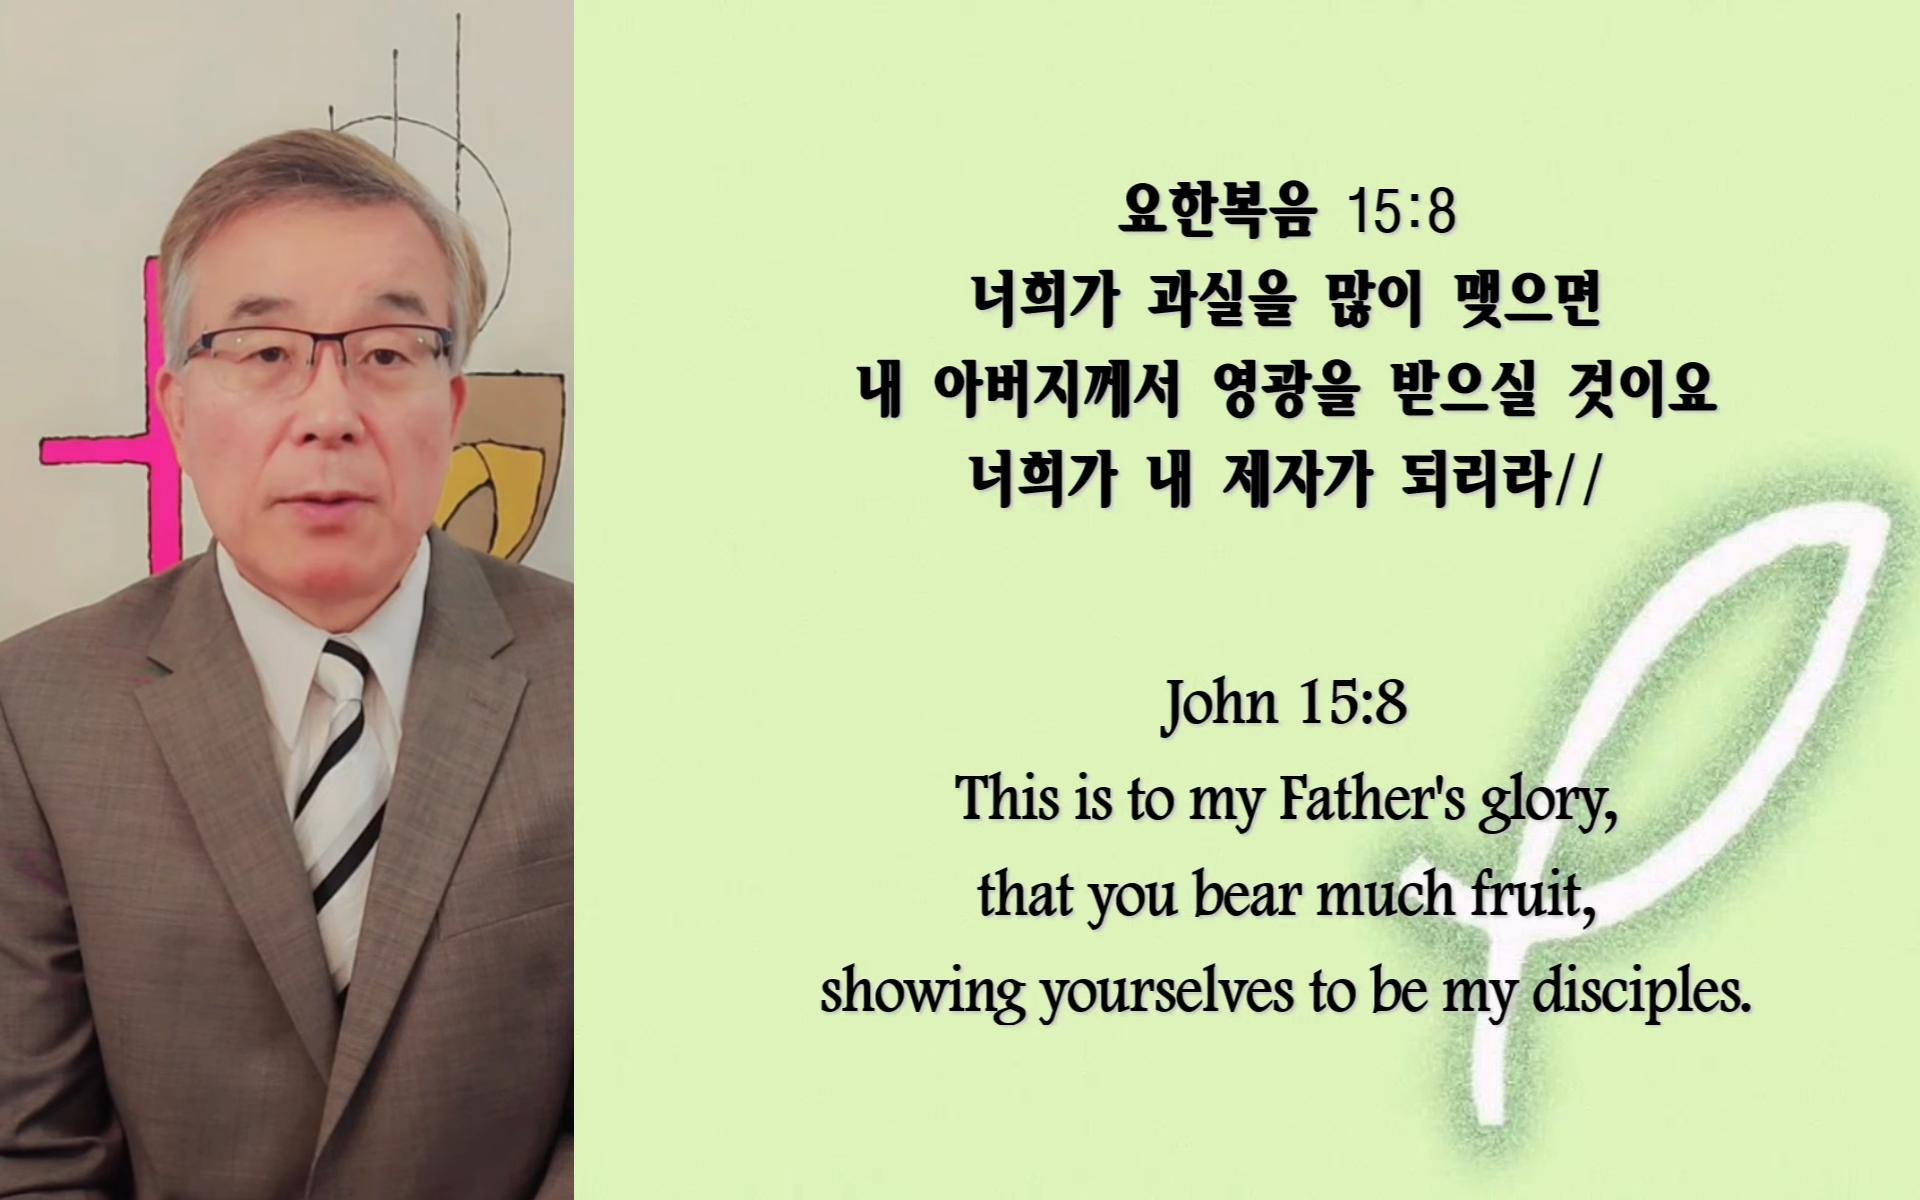 요한복음 15:8
너희가 과실을 많이 맺으면
내 아버지께서 영광을 받으실 것이요
너희가 내 제자가 되리라//
John 15:8
This is to my Father's glory,
that you bear much fruit,
showing yourselves to be my disciples.